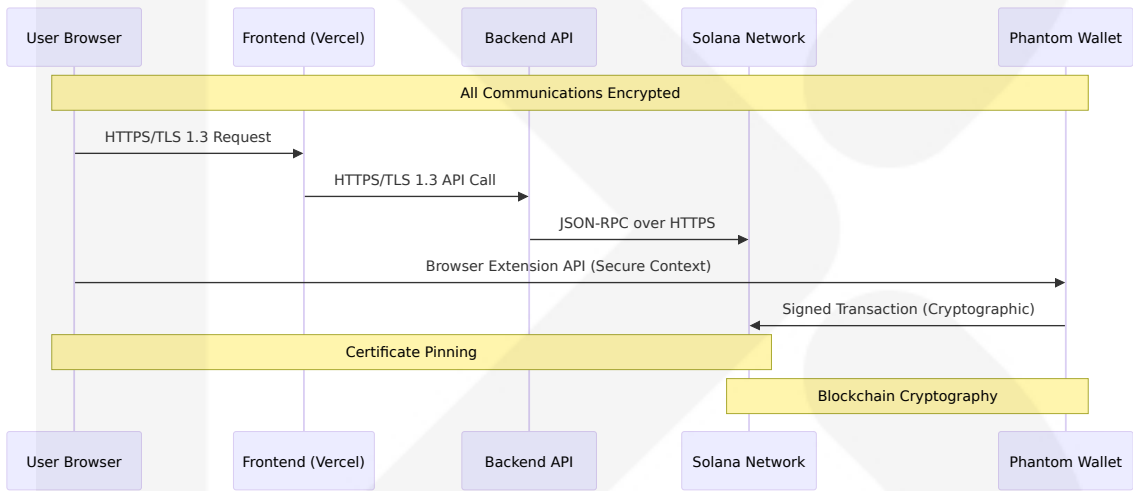 User Browser
Frontend (Vercel)
Backend API
Solana Network
Phantom Wallet
All Communications Encrypted
HTTPS/TLS 1.3 Request
HTTPS/TLS 1.3 API Call
JSON-RPC over HTTPS
Browser Extension API (Secure Context)
Signed Transaction (Cryptographic)
Certificate Pinning
Blockchain Cryptography
User Browser
Frontend (Vercel)
Backend API
Solana Network
Phantom Wallet